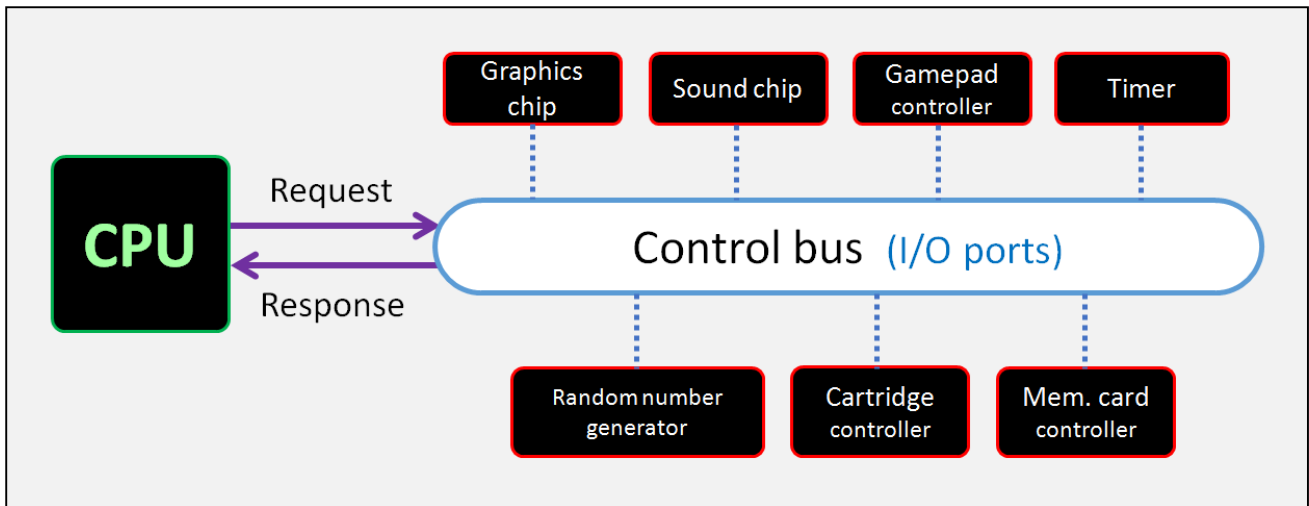 Graphics
chip
Sound chip
Gamepad
controller
Timer
CPU
Request
Response
Control bus (I/O ports)
Random number
generator
Cartridge
controller
Mem. card
controller